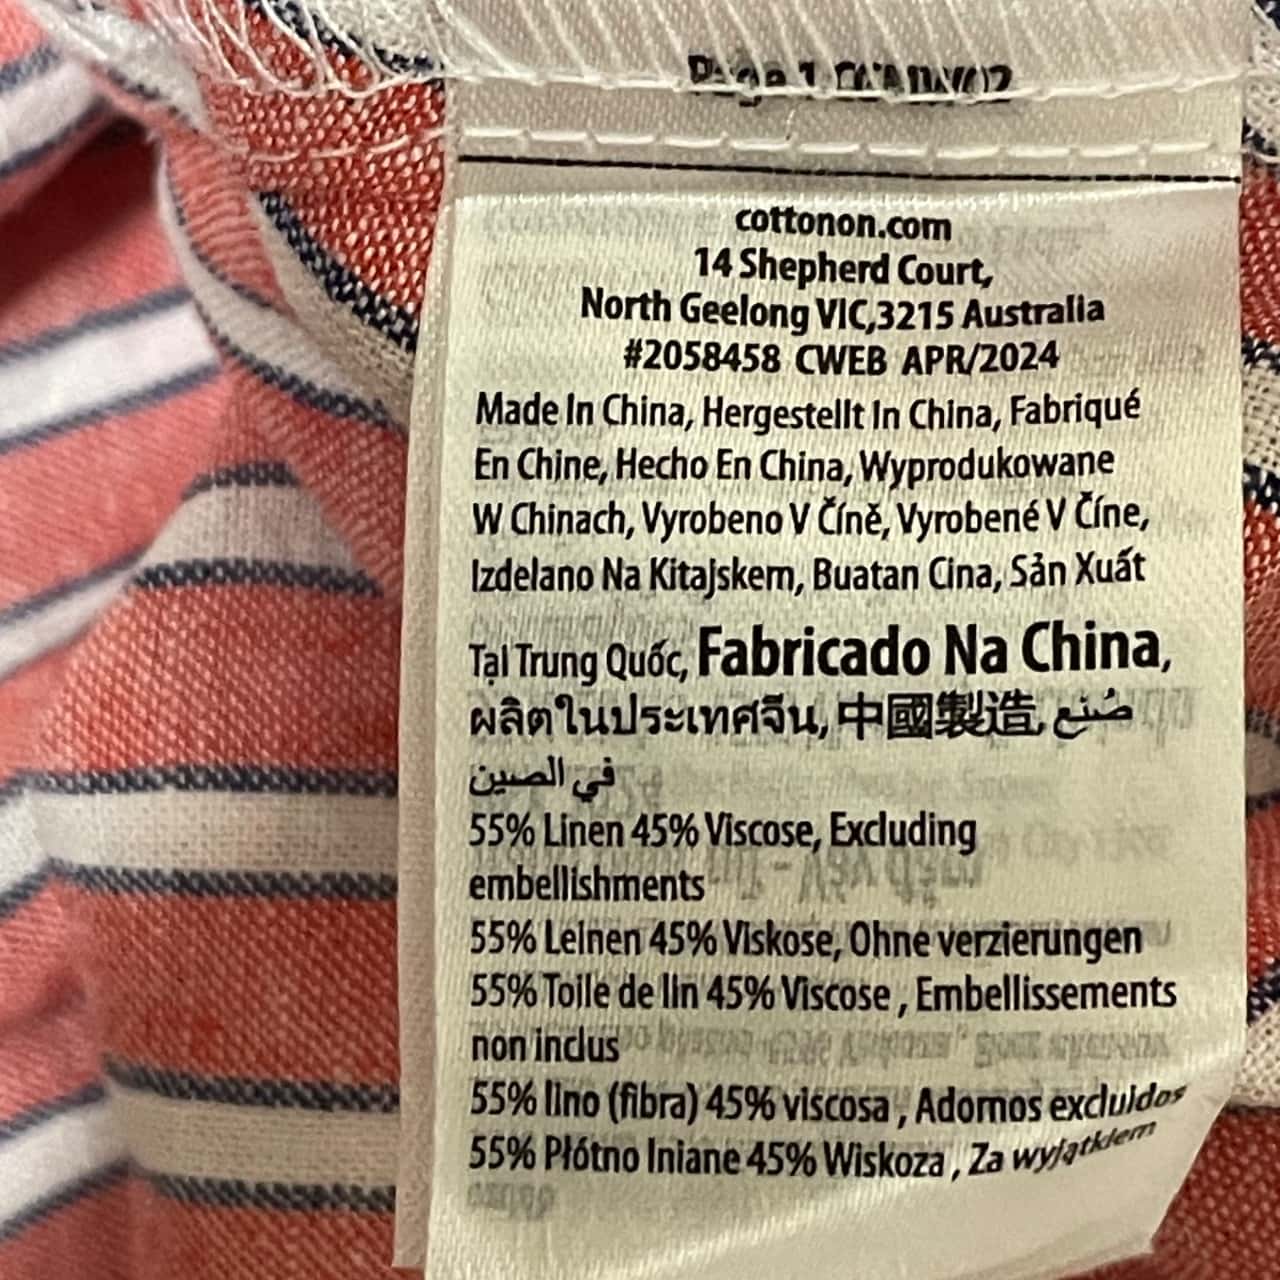 Page 1
cottonon.com
14 Shepherd Court,
North Geelong VIC,3215 Australia
#2058458 CWEB APR/2024
Made In China, Hergestellt In China, Fabriqué
En Chine, Hecho En China, Wyprodukowane
W Chinach, Vyrobeno V Číně, Vyrobené V Číne,
Izdelano Na Kitajskem, Buatan Cina, Sản Xuất
Tại Trung Quốc, Fabricado Na China,
ผลิตในประเทศจีน, 中國製造, صُنع
في الصين
55% Linen 45% Viscose, Excluding
embellishments
55% Leinen 45% Viskose, Ohne verzierungen
55% Toile de lin 45% Viscose , Embellissements
non inclus
55% lino (fibra) 45% viscosa , Adornos excluidos
55% Płótno lniane 45% Wiskoza , Za wyjątkiem